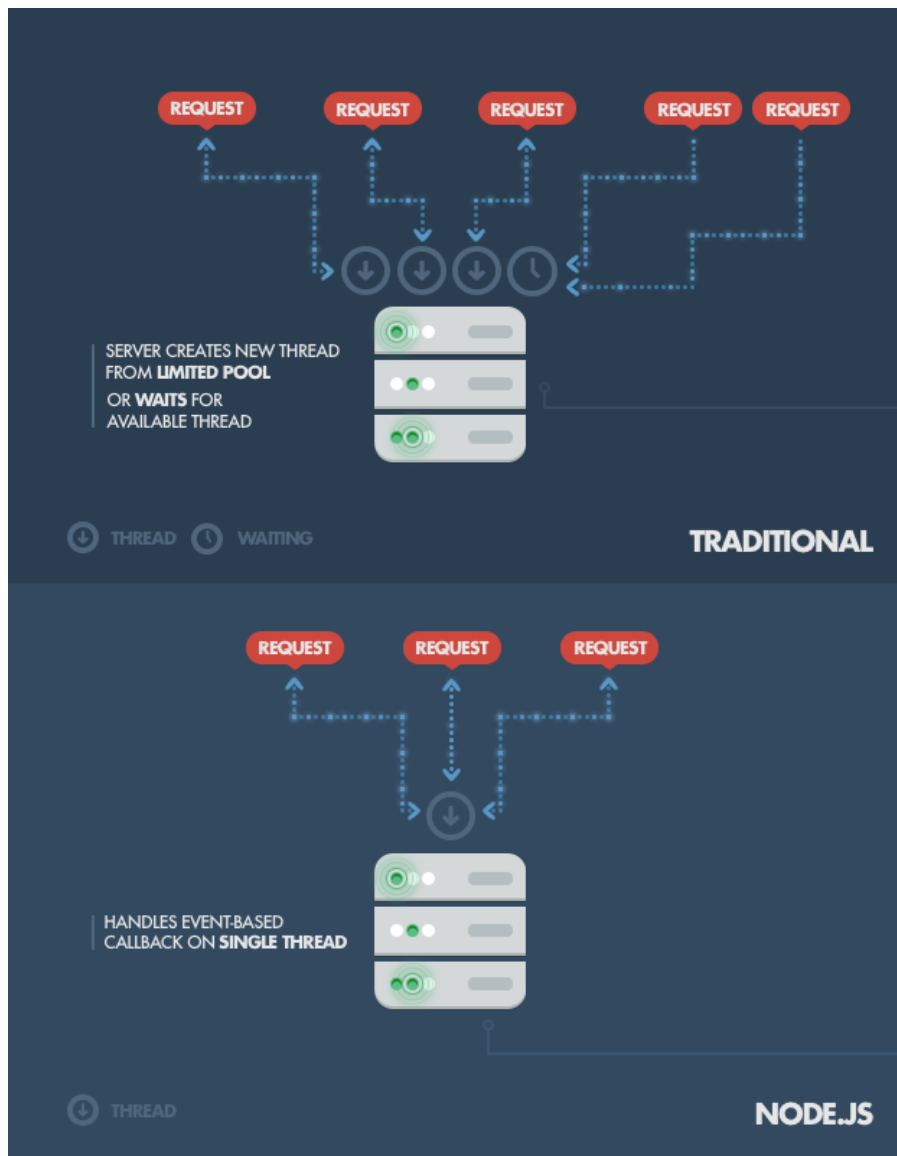 REQUEST REQUEST REQUEST REQUEST REQUEST
SERVER CREATES NEW THREAD
FROM LIMITED POOL
OR WAITS FOR
AVAILABLE THREAD
THREAD WAITING
TRADITIONAL
REQUEST REQUEST REQUEST
HANDLES EVENT-BASED
CALLBACK ON SINGLE THREAD
THREAD
NODE.JS